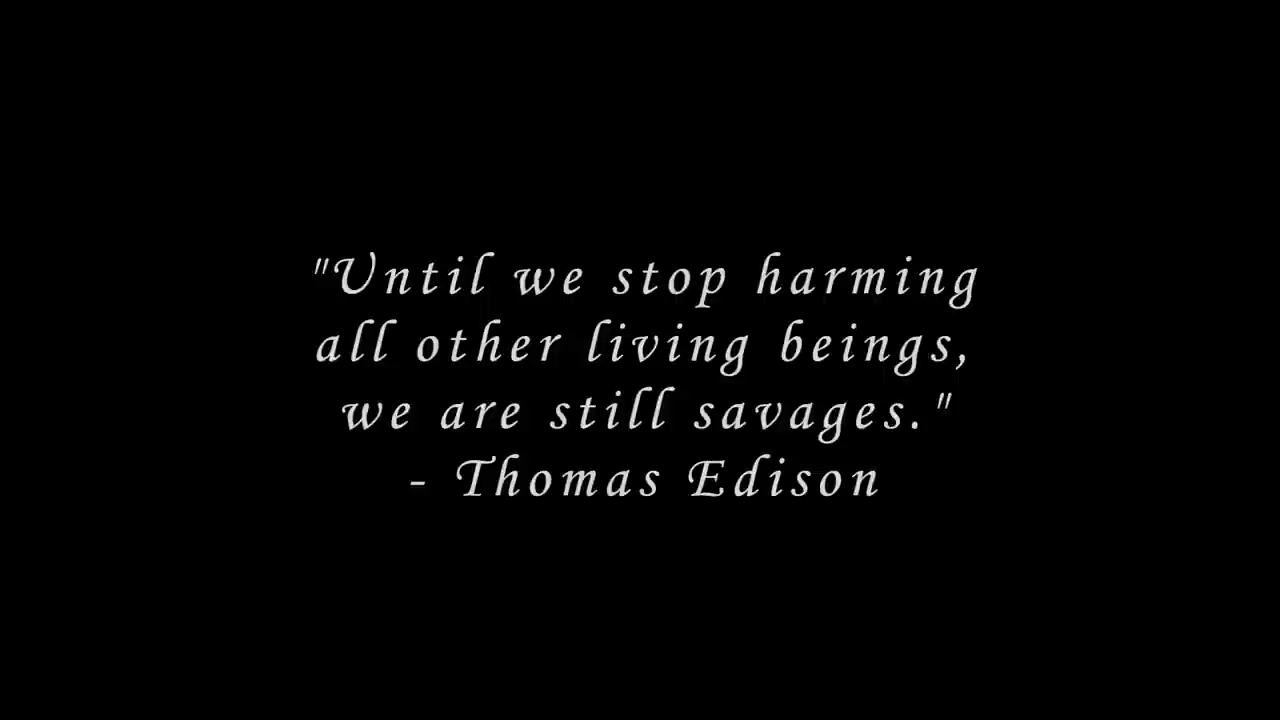 "Until we stop harming
all other living beings,
we are still savages."
- Thomas Edison